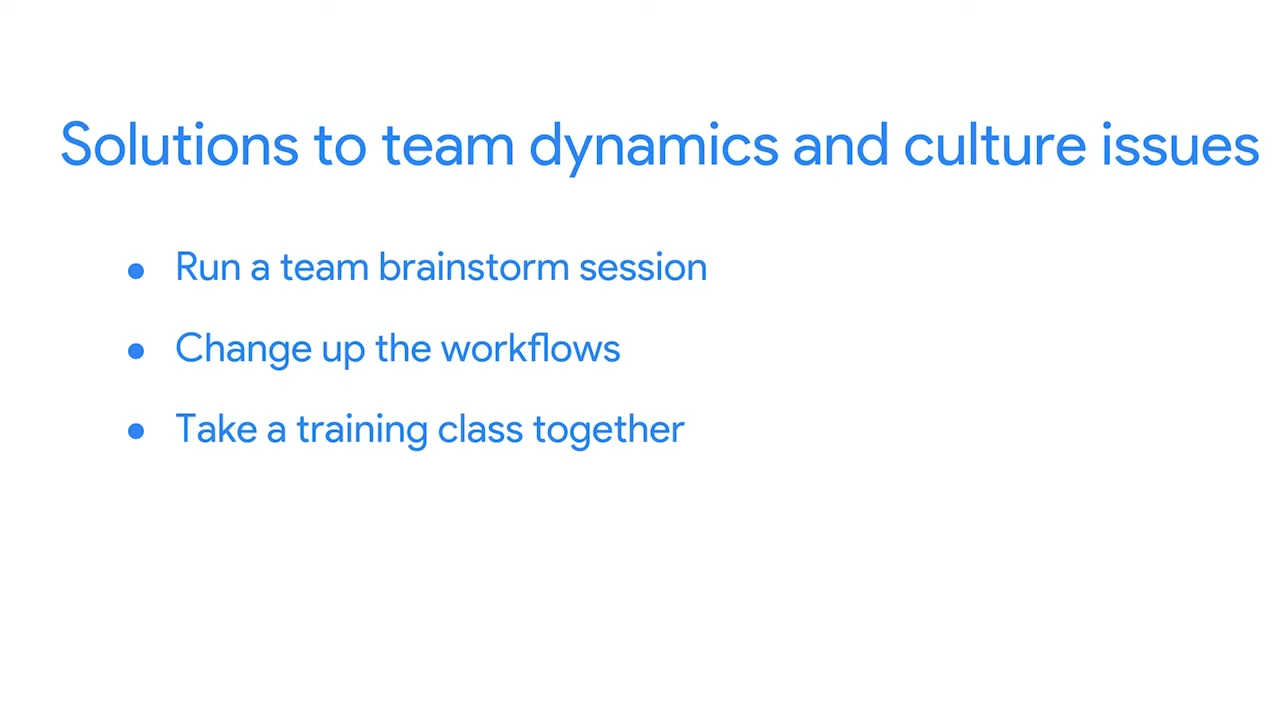 Solutions to team dynamics and culture issues
● Run a team brainstorm session
● Change up the workflows
● Take a training class together